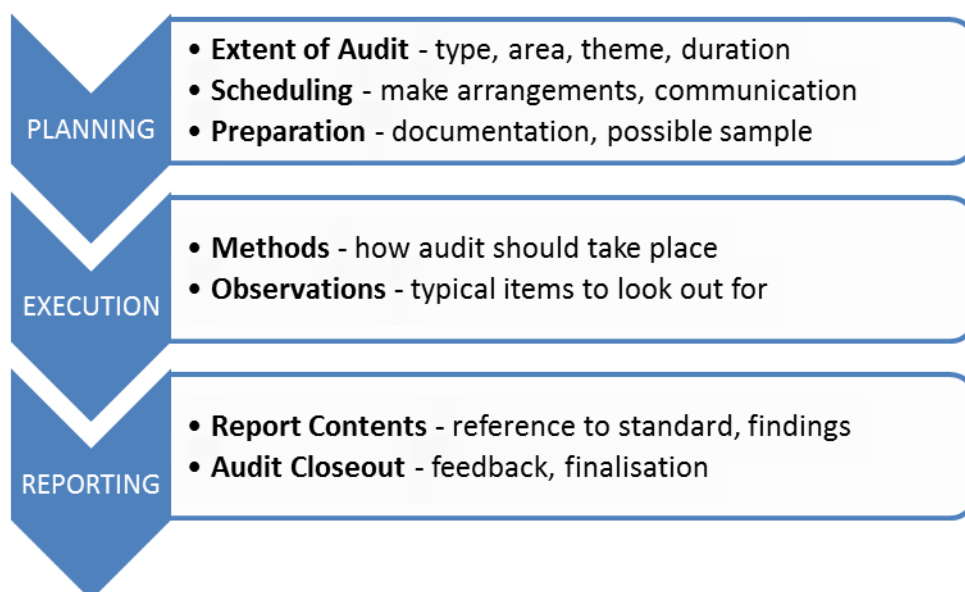 PLANNING
• Extent of Audit - type, area, theme, duration
• Scheduling - make arrangements, communication
• Preparation - documentation, possible sample
EXECUTION
• Methods - how audit should take place
• Observations - typical items to look out for
REPORTING
• Report Contents - reference to standard, findings
• Audit Closeout - feedback, finalisation